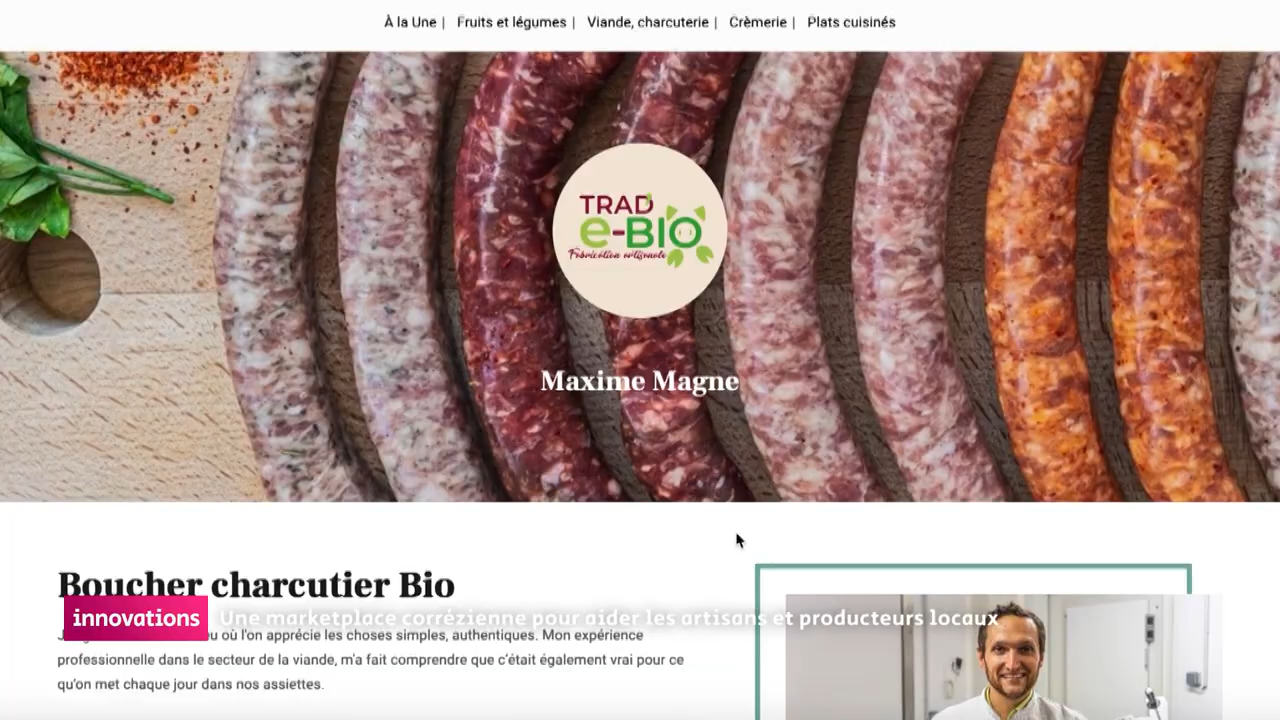 À la Une | Fruits et légumes | Viande, charcuterie | Crèmerie | Plats cuisinés
TRAD
e-BIO
Fabrication artisanale
Maxime Magne
Boucher charcutier Bio
innovations Une marketplace corrézienne pour aider les artisans et producteurs locaux
où l'on apprécie les choses simples, authentiques. Mon expérience
professionnelle dans le secteur de la viande, m'a fait comprendre que c'était également vrai pour ce
qu'on met chaque jour dans nos assiettes.